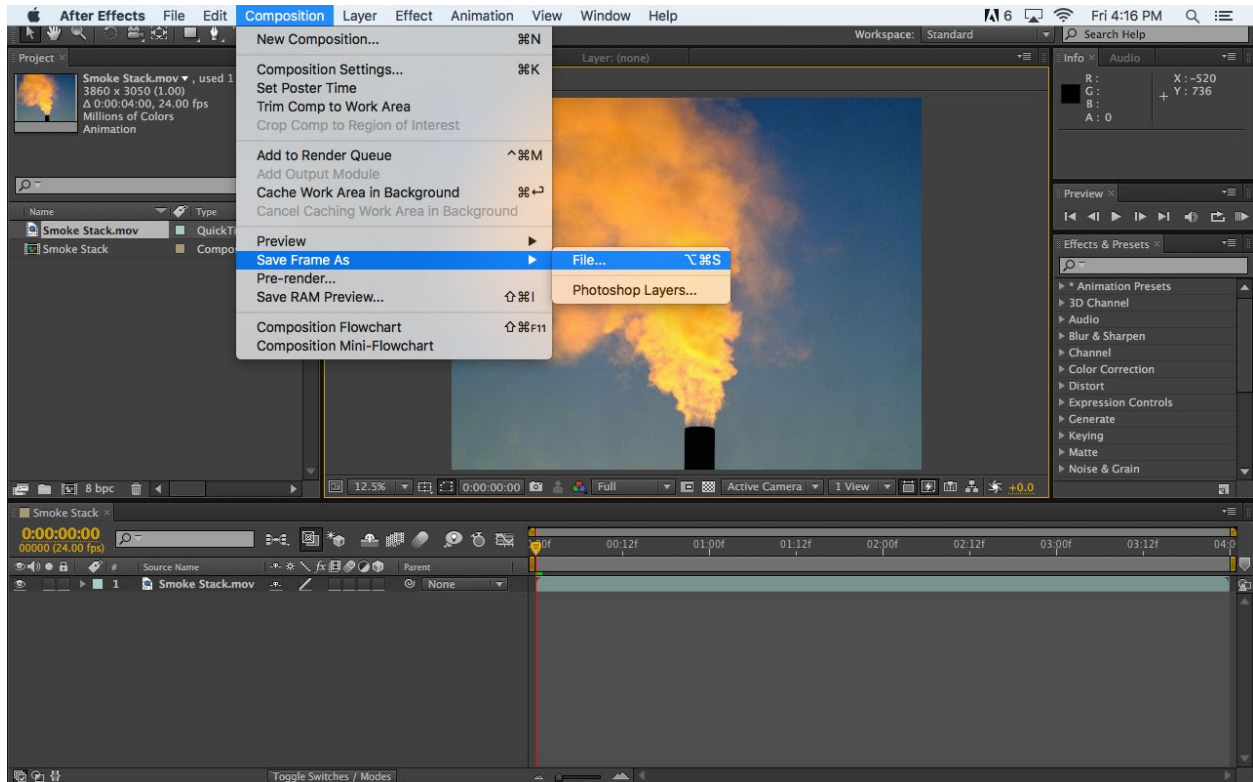 After Effects File Edit Composition Layer Effect Animation View Window Help
6 Fri 4:16 PM
Workspace: Standard
Search Help
Project
Smoke Stack.mov , used 1
3860 x 3050 (1.00)
Δ 0:00:04:00, 24.00 fps
Millions of Colors
Animation
Name Type
Smoke Stack.mov QuickTi
Smoke Stack Compos
8 bpc
New Composition... ⌘N
Composition Settings... ⌘K
Set Poster Time
Trim Comp to Work Area
Crop Comp to Region of Interest
Add to Render Queue ^⌘M
Add Output Module
Cache Work Area in Background ⌘↩
Cancel Caching Work Area in Background
Preview
Save Frame As
Pre-render...
Save RAM Preview... ⇧⌘I
Composition Flowchart ⇧⌘F11
Composition Mini-Flowchart
File... ⌥⌘S
Photoshop Layers...
Layer: (none)
12.5% 0:00:00:00 Full Active Camera 1 View +0.0
Info Audio
R : X : -520
G : Y : 736
B :
A : 0
Preview
Effects & Presets
* Animation Presets
3D Channel
Audio
Blur & Sharpen
Channel
Color Correction
Distort
Expression Controls
Generate
Keying
Matte
Noise & Grain
Smoke Stack
0:00:00:00
00000 (24.00 fps)
# Source Name Parent
1 Smoke Stack.mov None
00:12f 01:00f 01:12f 02:00f 02:12f 03:00f 03:12f
Toggle Switches / Modes